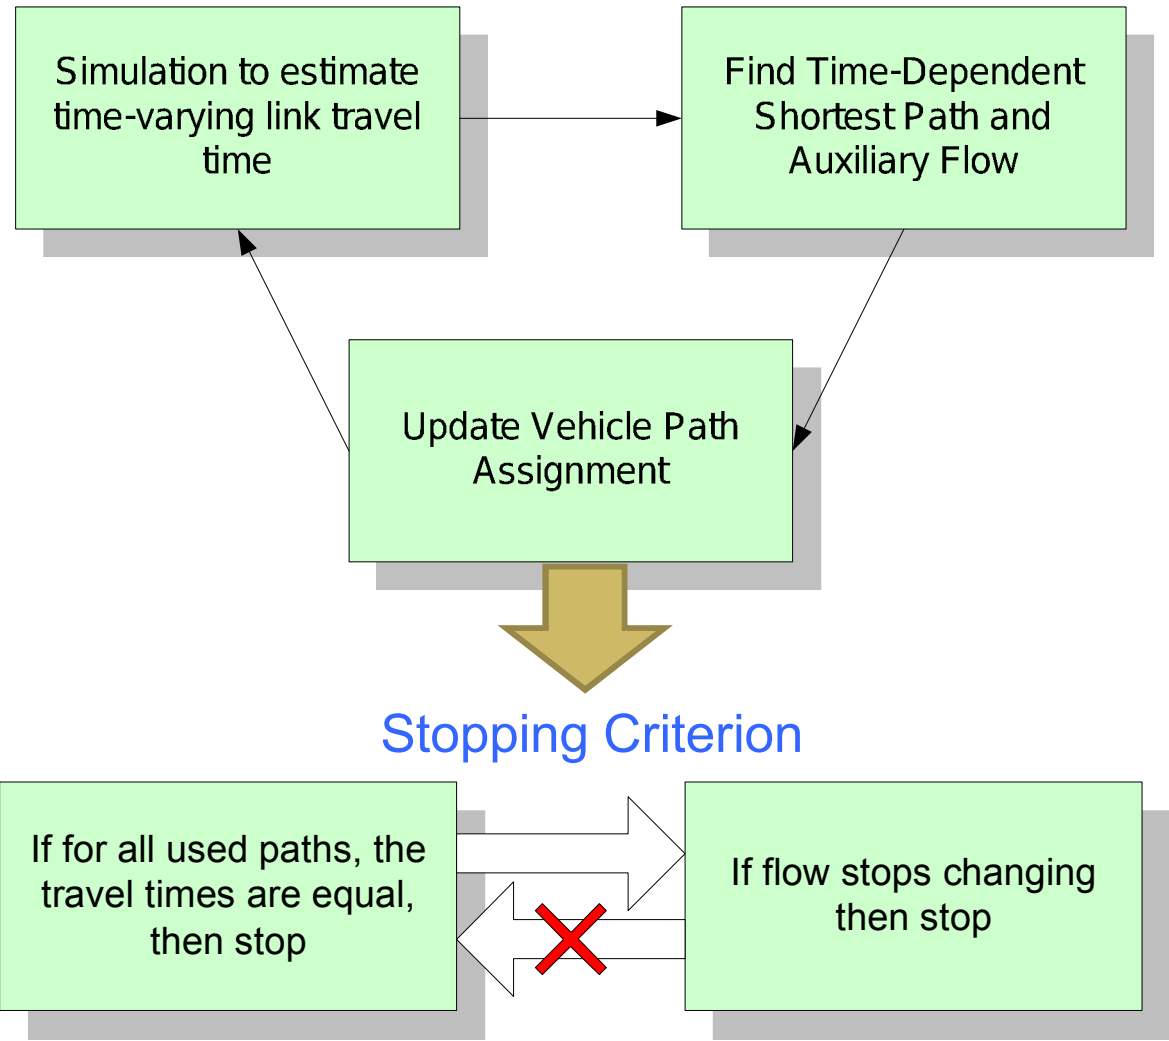 Simulation to estimate
time-varying link travel
time
Find Time-Dependent
Shortest Path and
Auxiliary Flow
Update Vehicle Path
Assignment
Stopping Criterion
If for all used paths, the
travel times are equal,
then stop
If flow stops changing
then stop